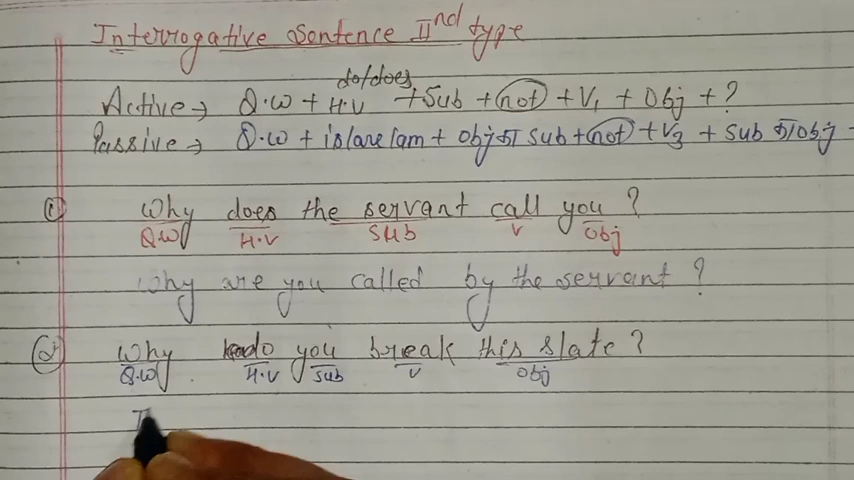 Interrogative Sentence IInd type
do/does
Active → Q.W + H.V + Sub + not + V1 + Obj + ?
Passive → Q.W + is/are/am + Obj का Sub + not + V3 + Sub का obj
① Why does the servant call you ?
Q.W H.V Sub V Obj
Why are you called by the servant ?
② Why do you break this slate ?
Q.W H.V Sub V Obj